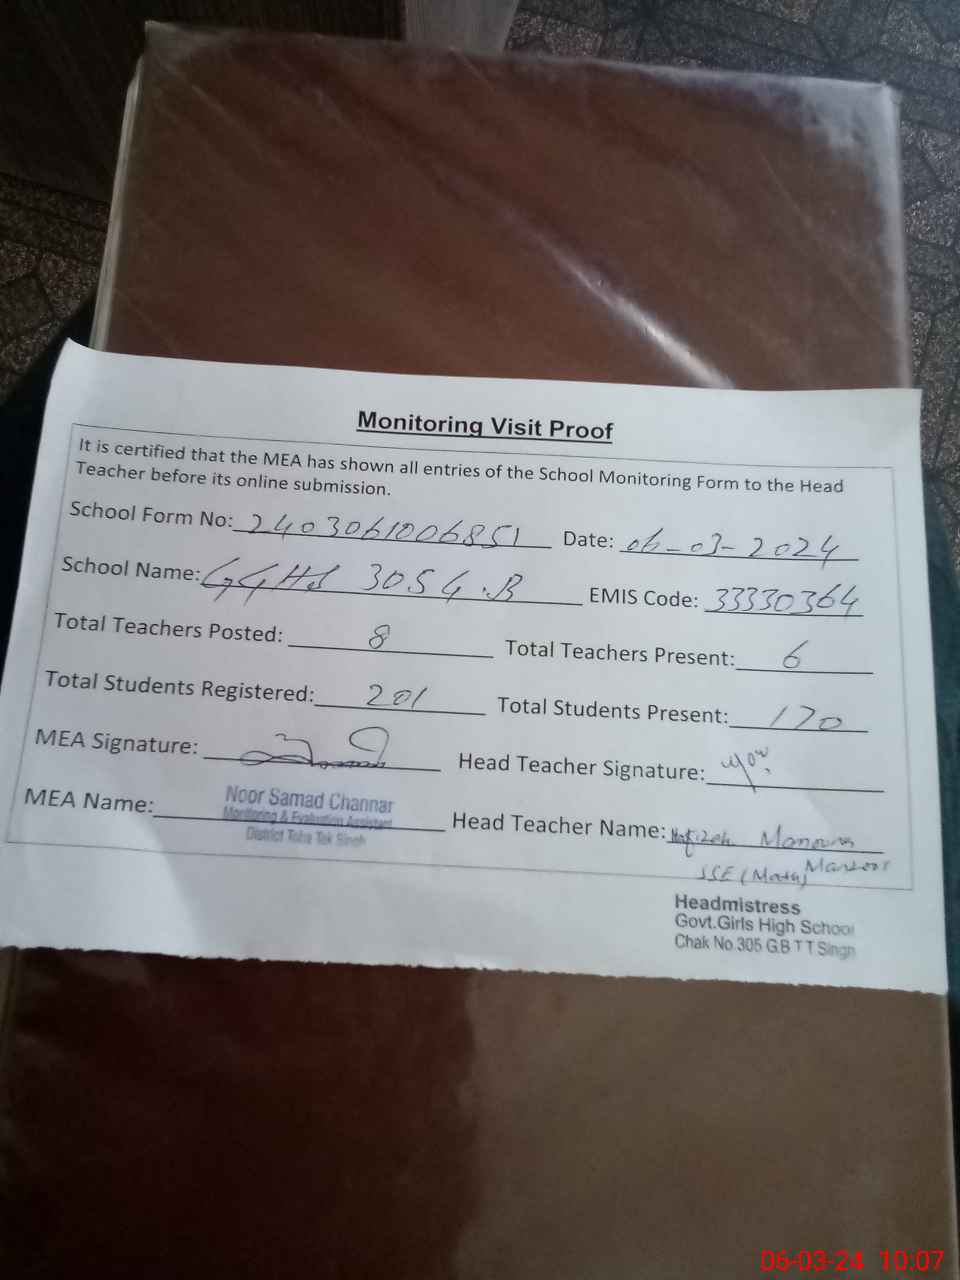 Monitoring Visit Proof
It is certified that the MEA has shown all entries of the School Monitoring Form to the Head
Teacher before its online submission.
School Form No: 2403061006851 Date: 06-03-2024
School Name: GGHS 305 G.B EMIS Code: 33330364
Total Teachers Posted: 8 Total Teachers Present: 6
Total Students Registered: 201 Total Students Present: 170
MEA Signature: Head Teacher Signature:
MEA Name: Noor Samad Channar Head Teacher Name: Hafizah
Monitoring & Evaluation Assistant
District Toba Tek Singh
Manzoor
SSE (Math)
Headmistress
Govt.Girls High School
Chak No.305 G.B T T Singh
06-03-24 10:07